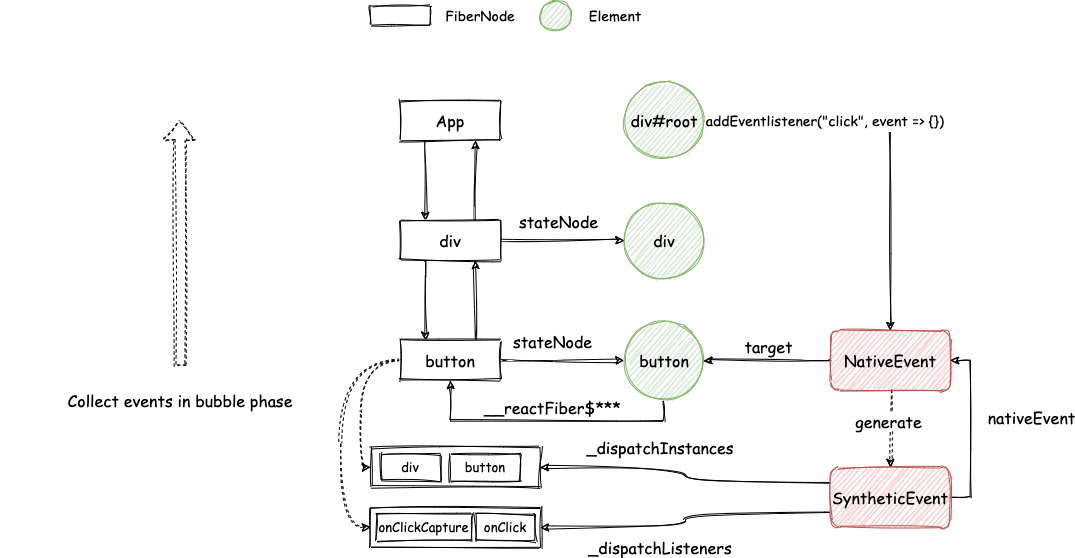 FiberNode
Element
App
div#root
addEventlistener("click", event => {})
div
stateNode
div
button
stateNode
button
target
NativeEvent
Collect events in bubble phase
__reactFiber$***
generate
nativeEvent
_dispatchInstances
div
button
SyntheticEvent
onClickCapture
onClick
_dispatchListeners